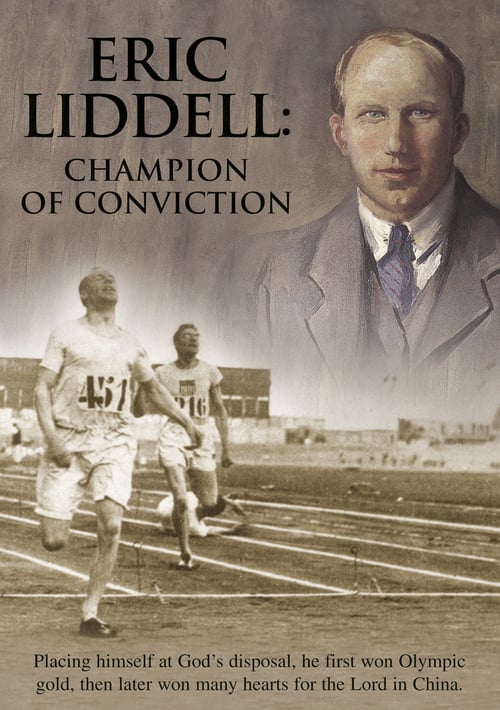 ERIC
LIDDELL:
CHAMPION
OF CONVICTION
451
216
Placing himself at God's disposal, he first won Olympic
gold, then later won many hearts for the Lord in China.